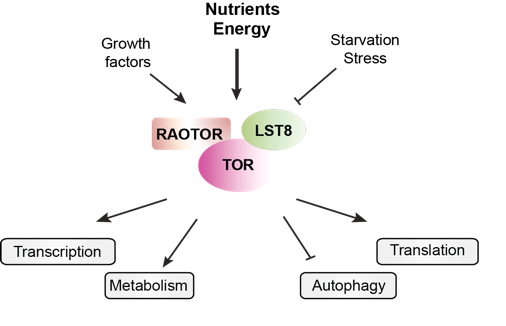 Nutrients
Energy
Growth
factors
Starvation
Stress
RAOTOR
LST8
TOR
Transcription
Translation
Metabolism
Autophagy